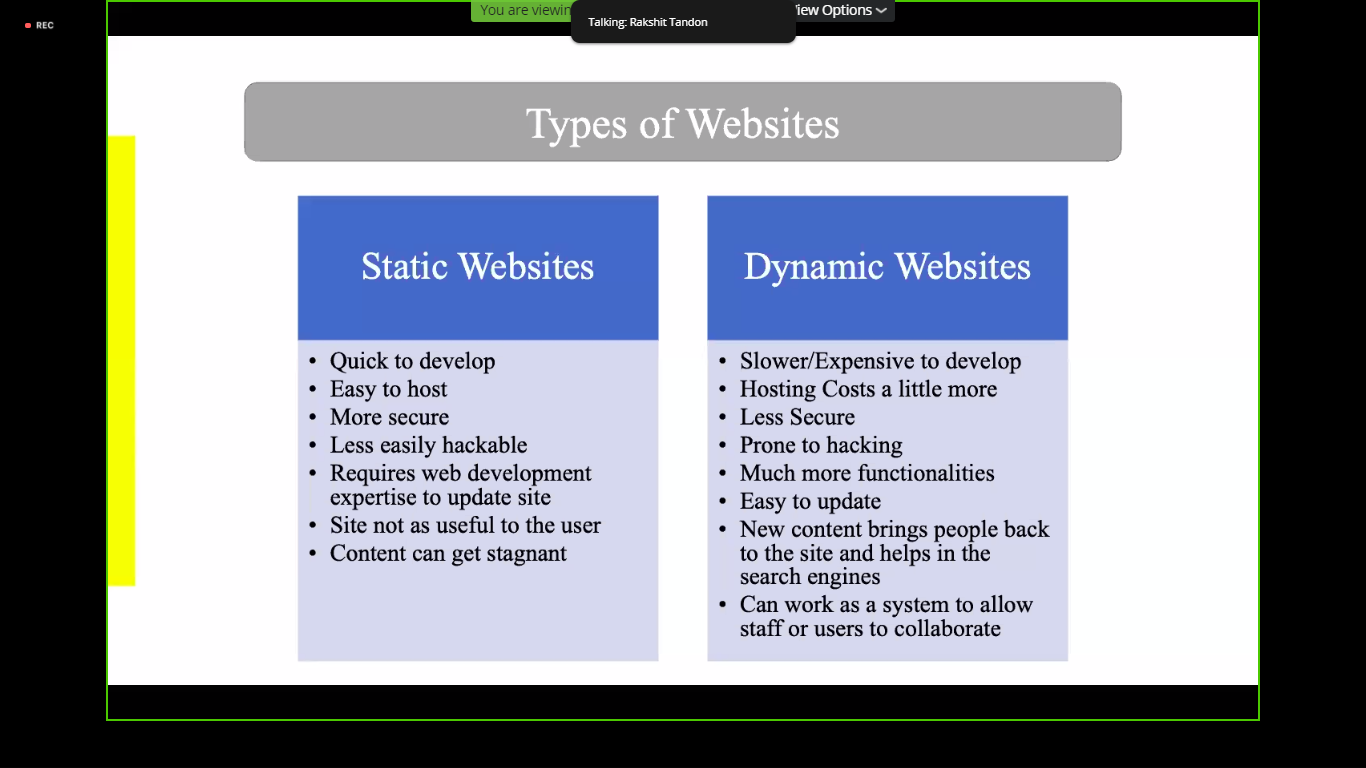 REC
You are viewin
Talking: Rakshit Tandon
iew Options
Types of Websites
Static Websites
• Quick to develop
• Easy to host
• More secure
• Less easily hackable
• Requires web development
expertise to update site
• Site not as useful to the user
• Content can get stagnant
Dynamic Websites
• Slower/Expensive to develop
• Hosting Costs a little more
• Less Secure
• Prone to hacking
• Much more functionalities
• Easy to update
• New content brings people back
to the site and helps in the
search engines
• Can work as a system to allow
staff or users to collaborate